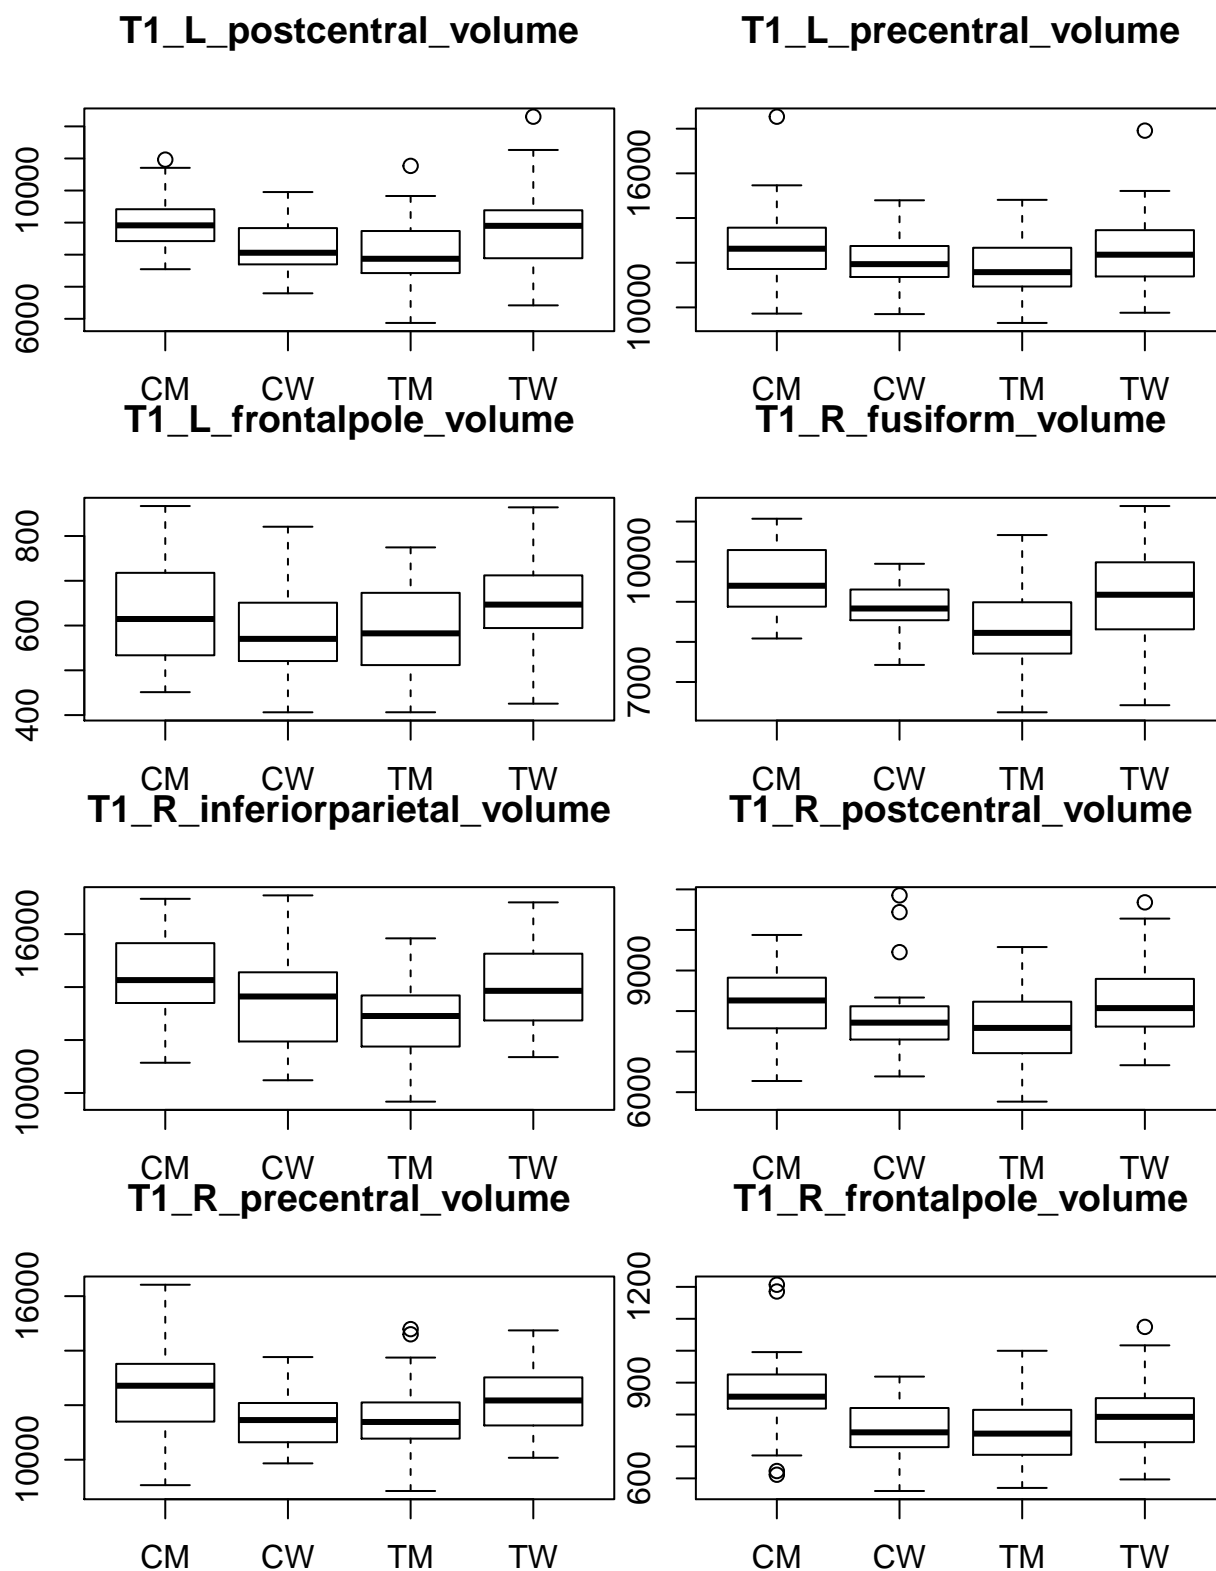 T1_L_postcentral_volume
6000
10000
CM CW TM TW
T1_L_precentral_volume
10000
16000
CM CW TM TW
T1_L_frontalpole_volume
400
600
800
CM CW TM TW
T1_R_fusiform_volume
7000
10000
CM CW TM TW
T1_R_inferiorparietal_volume
10000
16000
CM CW TM TW
T1_R_postcentral_volume
6000
9000
CM CW TM TW
T1_R_precentral_volume
10000
16000
CM CW TM TW
T1_R_frontalpole_volume
600
900
1200
CM CW TM TW